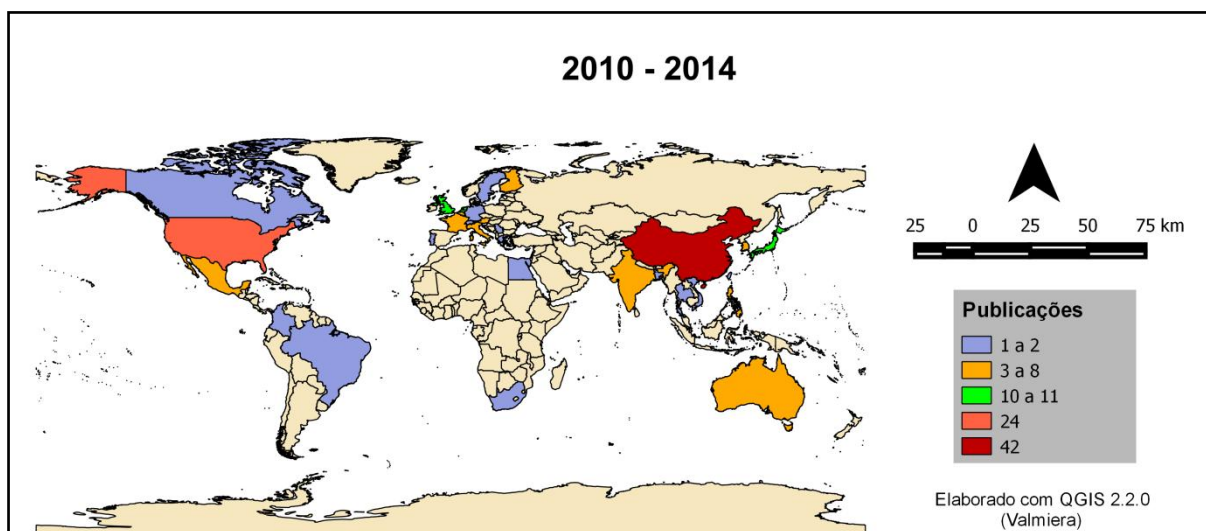 2010 - 2014
25 0 25 50 75 km
Publicações
1 a 2
3 a 8
10 a 11
24
42
Elaborado com QGIS 2.2.0
(Valmiera)